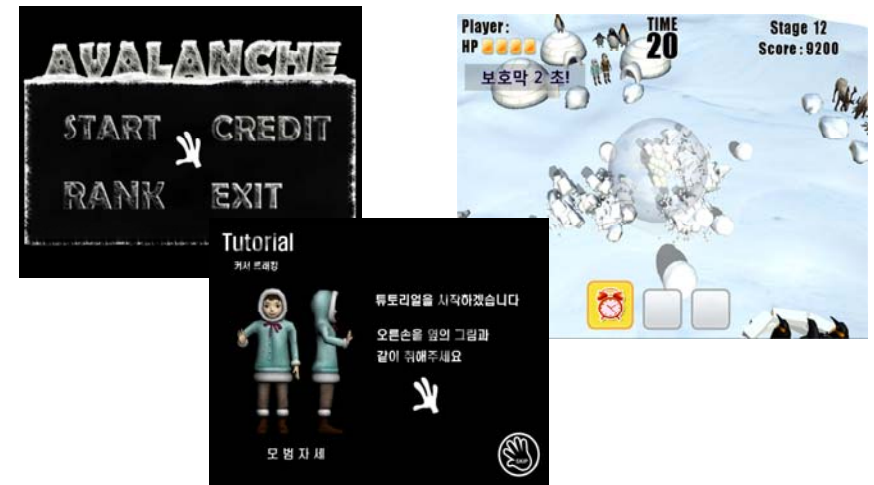 AVALANCHE
START CREDIT
RANK EXIT
Player:
HP
TIME
20
Stage 12
Score:9200
보호막 2 초!
Tutorial
커서 트래킹
튜토리얼을 시작하겠습니다
오른손을 옆의 그림과
같이 취해주세요
모범자세
SKIP